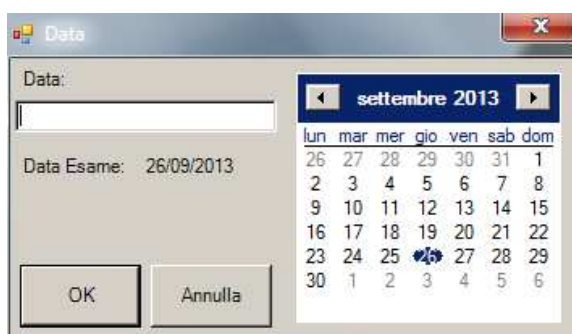 Data
Data:
Data Esame: 26/09/2013
OK Annulla
settembre 2013
lun mar mer gio ven sab dom
26 27 28 29 30 31 1
2 3 4 5 6 7 8
9 10 11 12 13 14 15
16 17 18 19 20 21 22
23 24 25 26 27 28 29
30 1 2 3 4 5 6